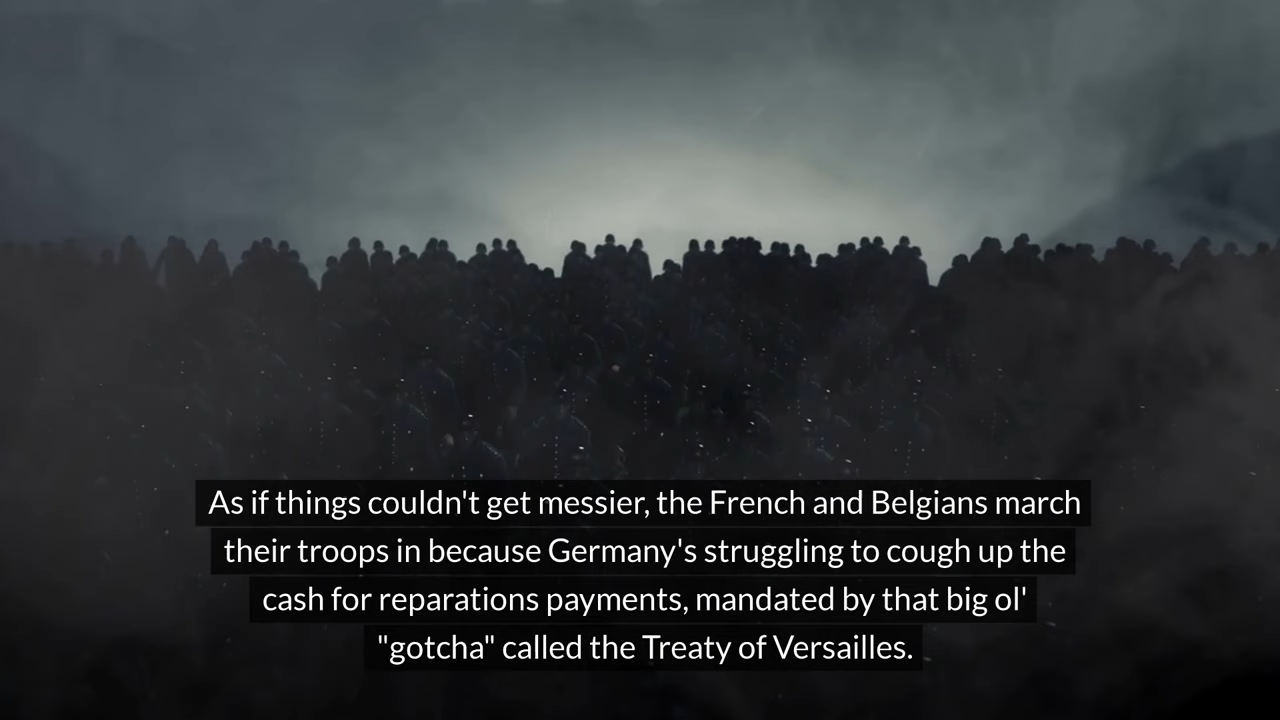 As if things couldn't get messier, the French and Belgians march
their troops in because Germany's struggling to cough up the
cash for reparations payments, mandated by that big ol'
"gotcha" called the Treaty of Versailles.